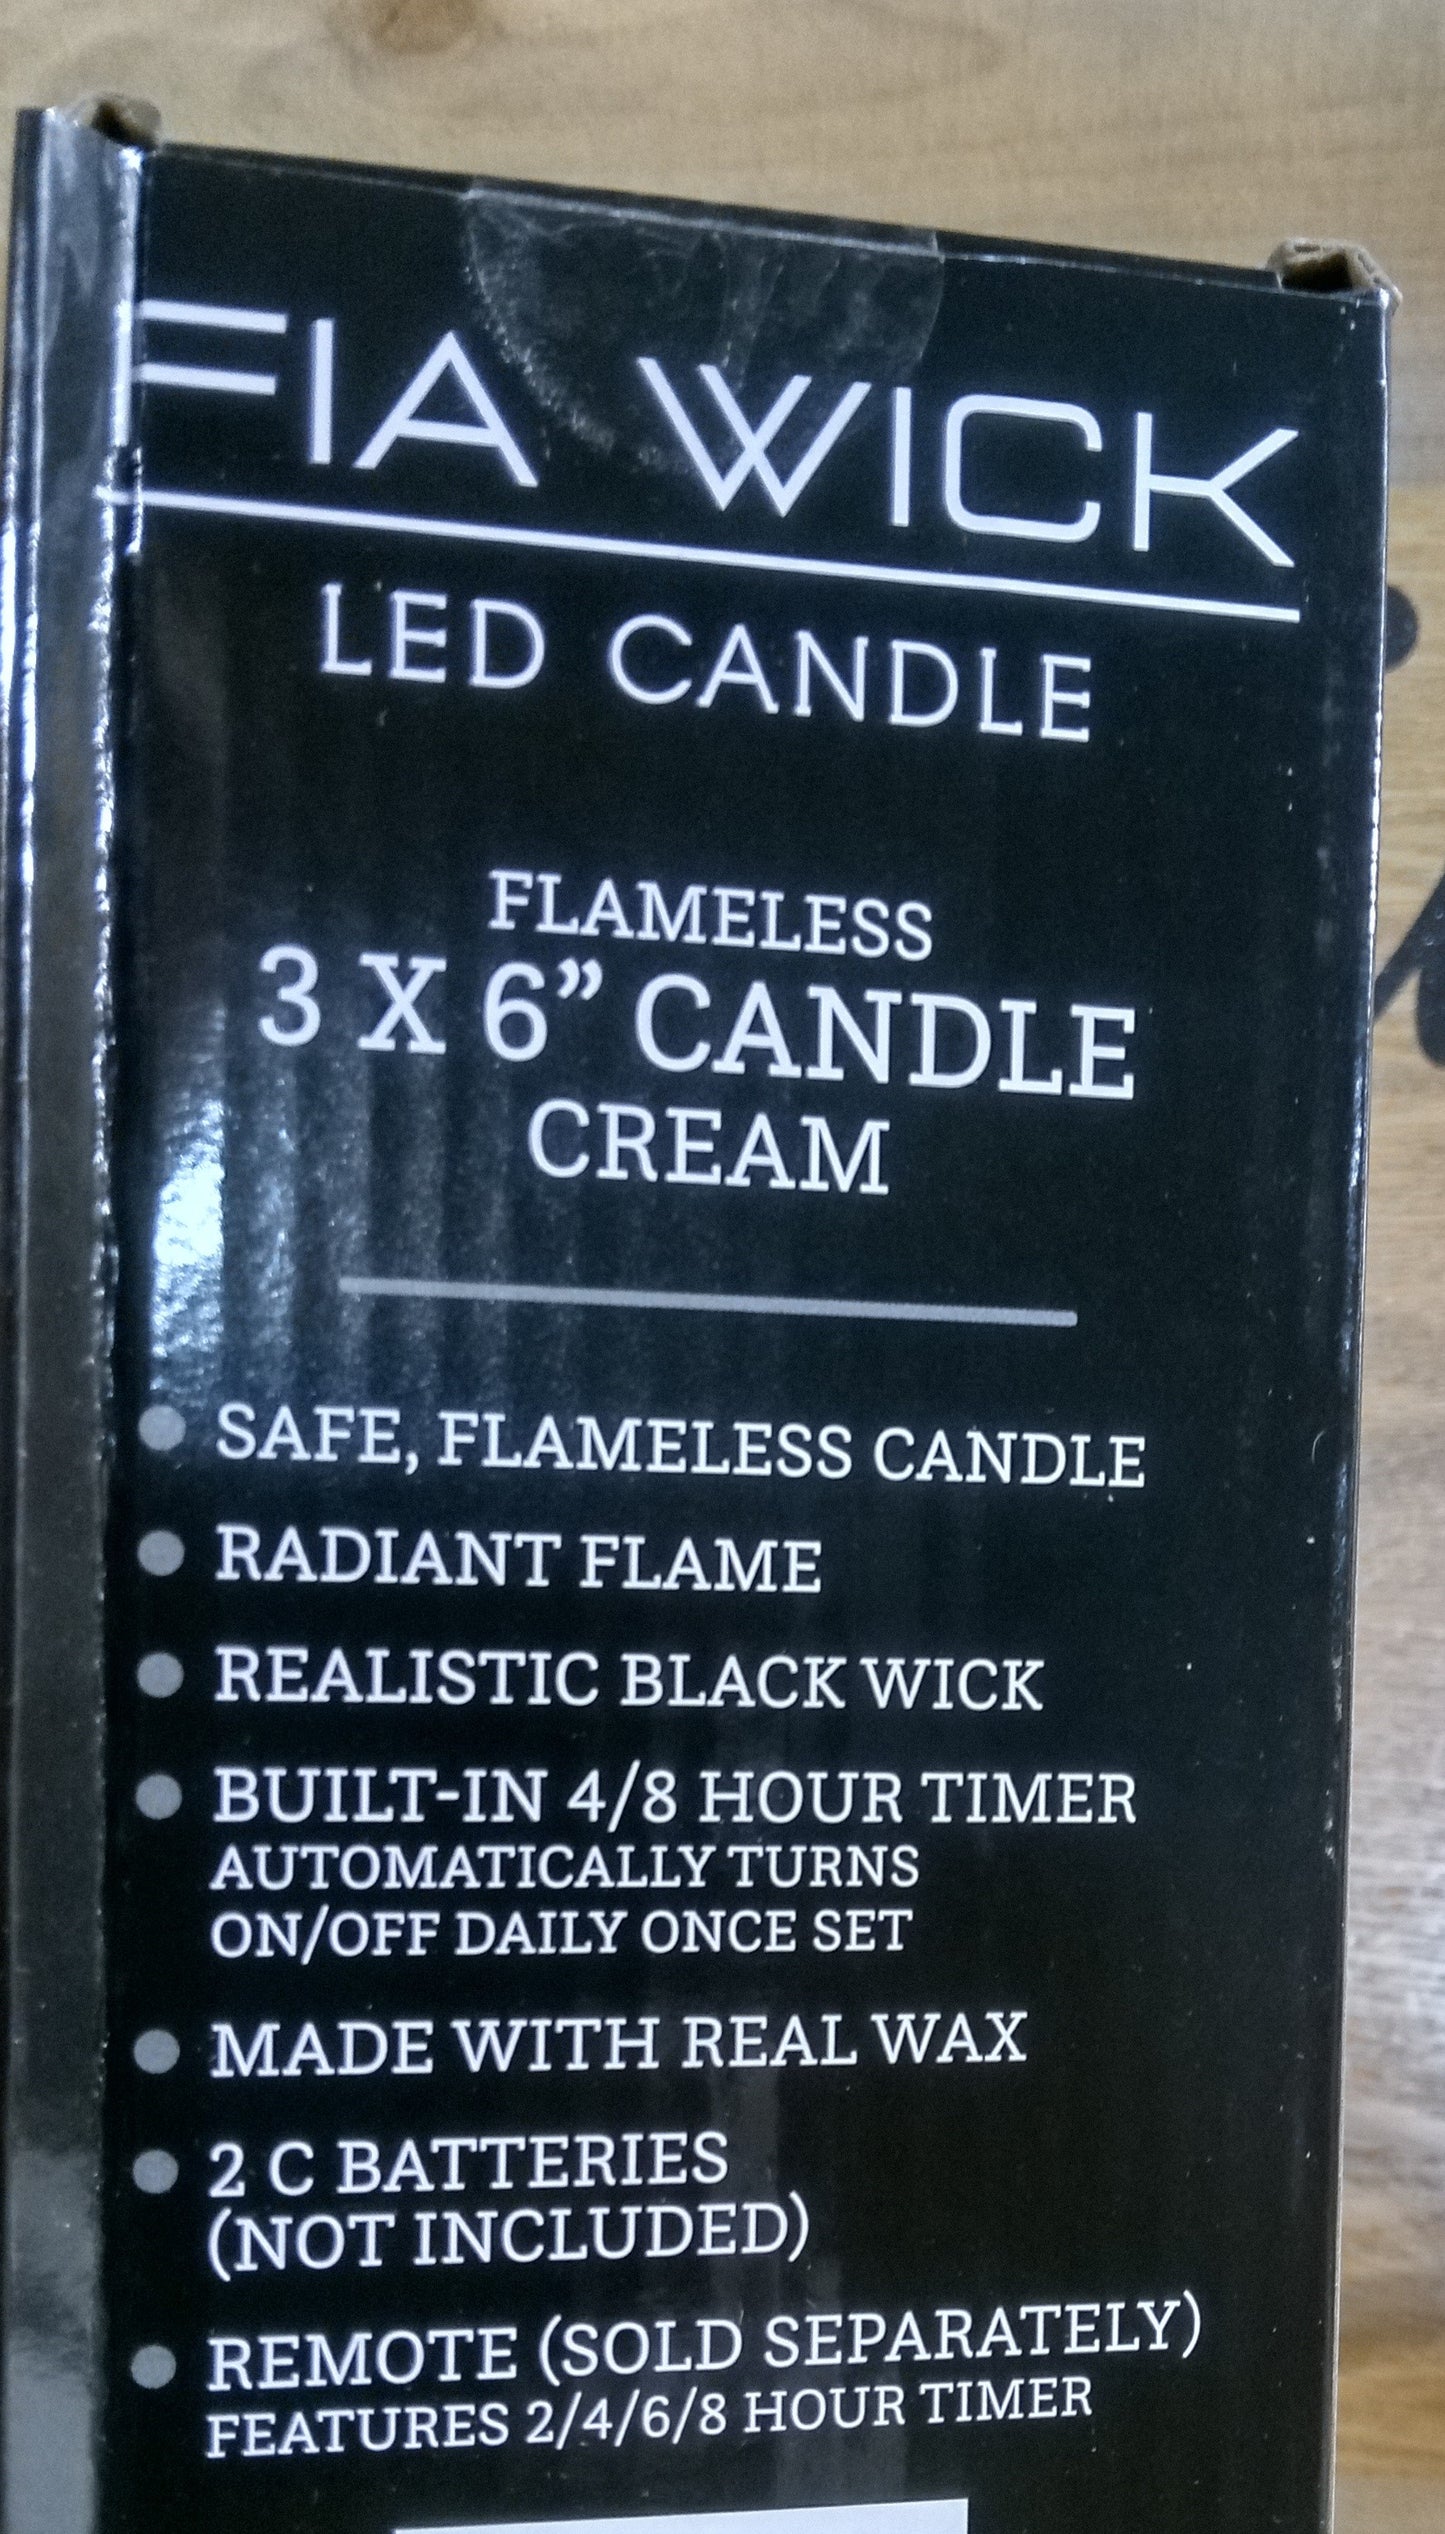 FIA WICK
LED CANDLE
FLAMELESS
3 X 6” CANDLE
CREAM
SAFE, FLAMELESS CANDLE
RADIANT FLAME
REALISTIC BLACK WICK
BUILT-IN 4/8 HOUR TIMER
AUTOMATICALLY TURNS
ON/OFF DAILY ONCE SET
MADE WITH REAL WAX
2 C BATTERIES
(NOT INCLUDED)
REMOTE (SOLD SEPARATELY)
FEATURES 2/4/6/8 HOUR TIMER